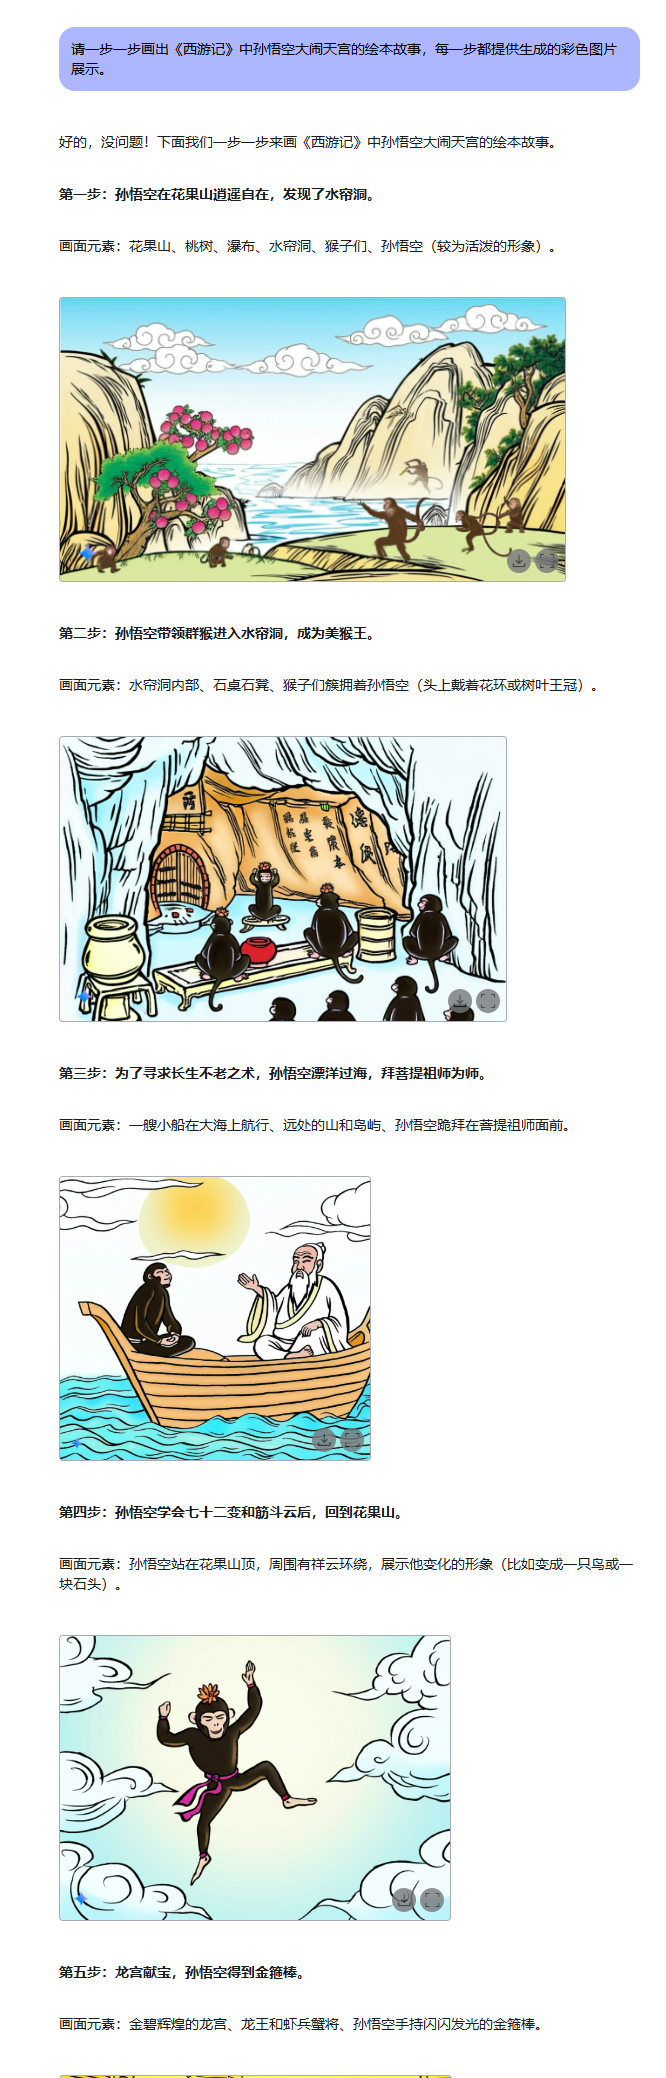 请一步一步画出《西游记》中孙悟空大闹天宫的绘本故事，每一步都提供生成的彩色图片
展示。
好的，没问题！下面我们一步一步来画《西游记》中孙悟空大闹天宫的绘本故事。
第一步：孙悟空在花果山逍遥自在，发现了水帘洞。
画面元素：花果山、桃树、瀑布、水帘洞、猴子们、孙悟空（较为活泼的形象）。
第二步：孙悟空带领群猴进入水帘洞，成为美猴王。
画面元素：水帘洞内部、石桌石凳、猴子们簇拥着孙悟空（头上戴着花环或树叶王冠）。
第三步：为了寻求长生不老之术，孙悟空漂洋过海，拜菩提祖师为师。
画面元素：一艘小船在大海上航行、远处的山和岛屿、孙悟空跪拜在菩提祖师面前。
第四步：孙悟空学会七十二变和筋斗云后，回到花果山。
画面元素：孙悟空站在花果山顶，周围有祥云环绕，展示他变化的形象（比如变成一只鸟或一
块石头）。
第五步：龙宫献宝，孙悟空得到金箍棒。
画面元素：金碧辉煌的龙宫、龙王和虾兵蟹将、孙悟空手持闪闪发光的金箍棒。